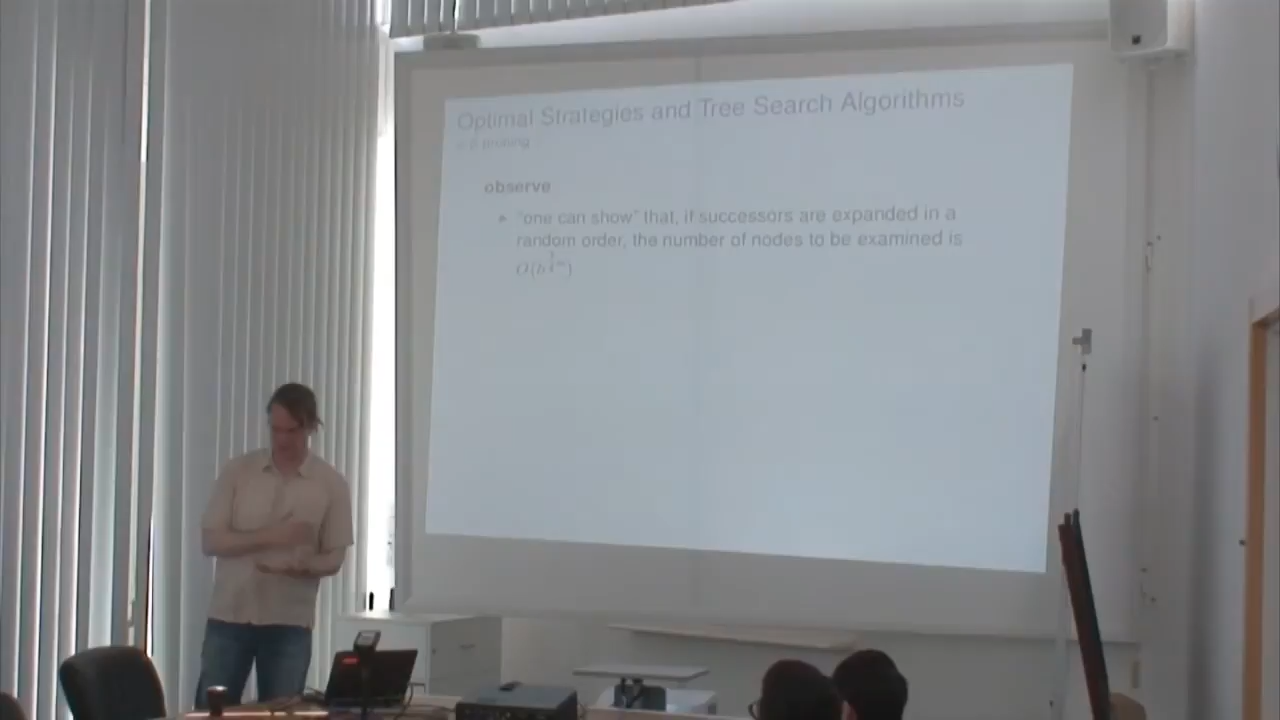 Optimal Strategies and Tree Search Algorithms
pruning
observe
"one can show" that, if successors are expanded in a
random order, the number of nodes to be examined is